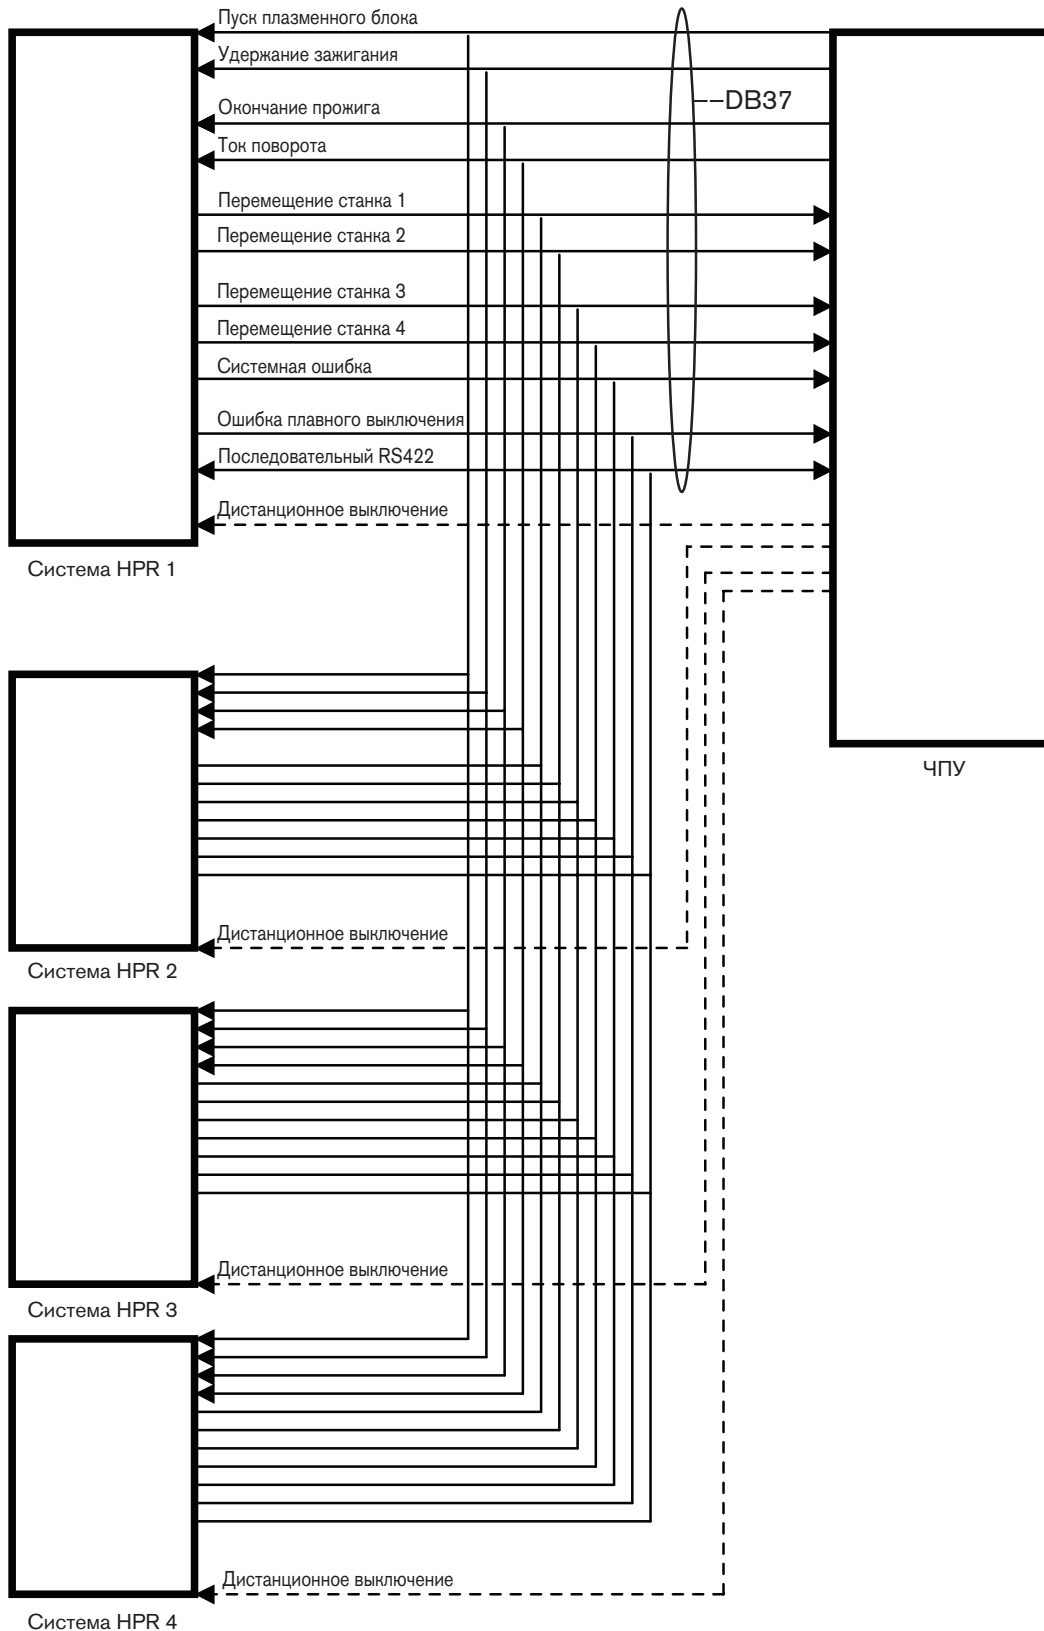 Пуск плазменного блока
Удержание зажигания
--DB37
Окончание прожига
Ток поворота
Перемещение станка 1
Перемещение станка 2
Перемещение станка 3
Перемещение станка 4
Системная ошибка
Ошибка плавного выключения
Последовательный RS422
Дистанционное выключение
Система HPR 1
ЧПУ
Дистанционное выключение
Система HPR 2
Дистанционное выключение
Система HPR 3
Дистанционное выключение
Система HPR 4